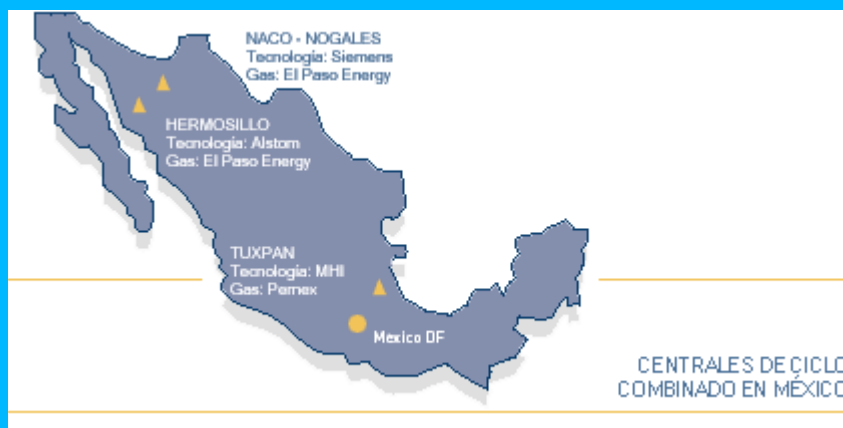 NACO - NOGALES
Tecnología: Siemens
Gas: El Paso Energy
HERMOSILLO
Tecnología: Alstom
Gas: El Paso Energy
TUXPAN
Tecnología: MHI
Gas: Pemex
Mexico DF
CENTRALES DE CICLO
COMBINADO EN MÉXICO